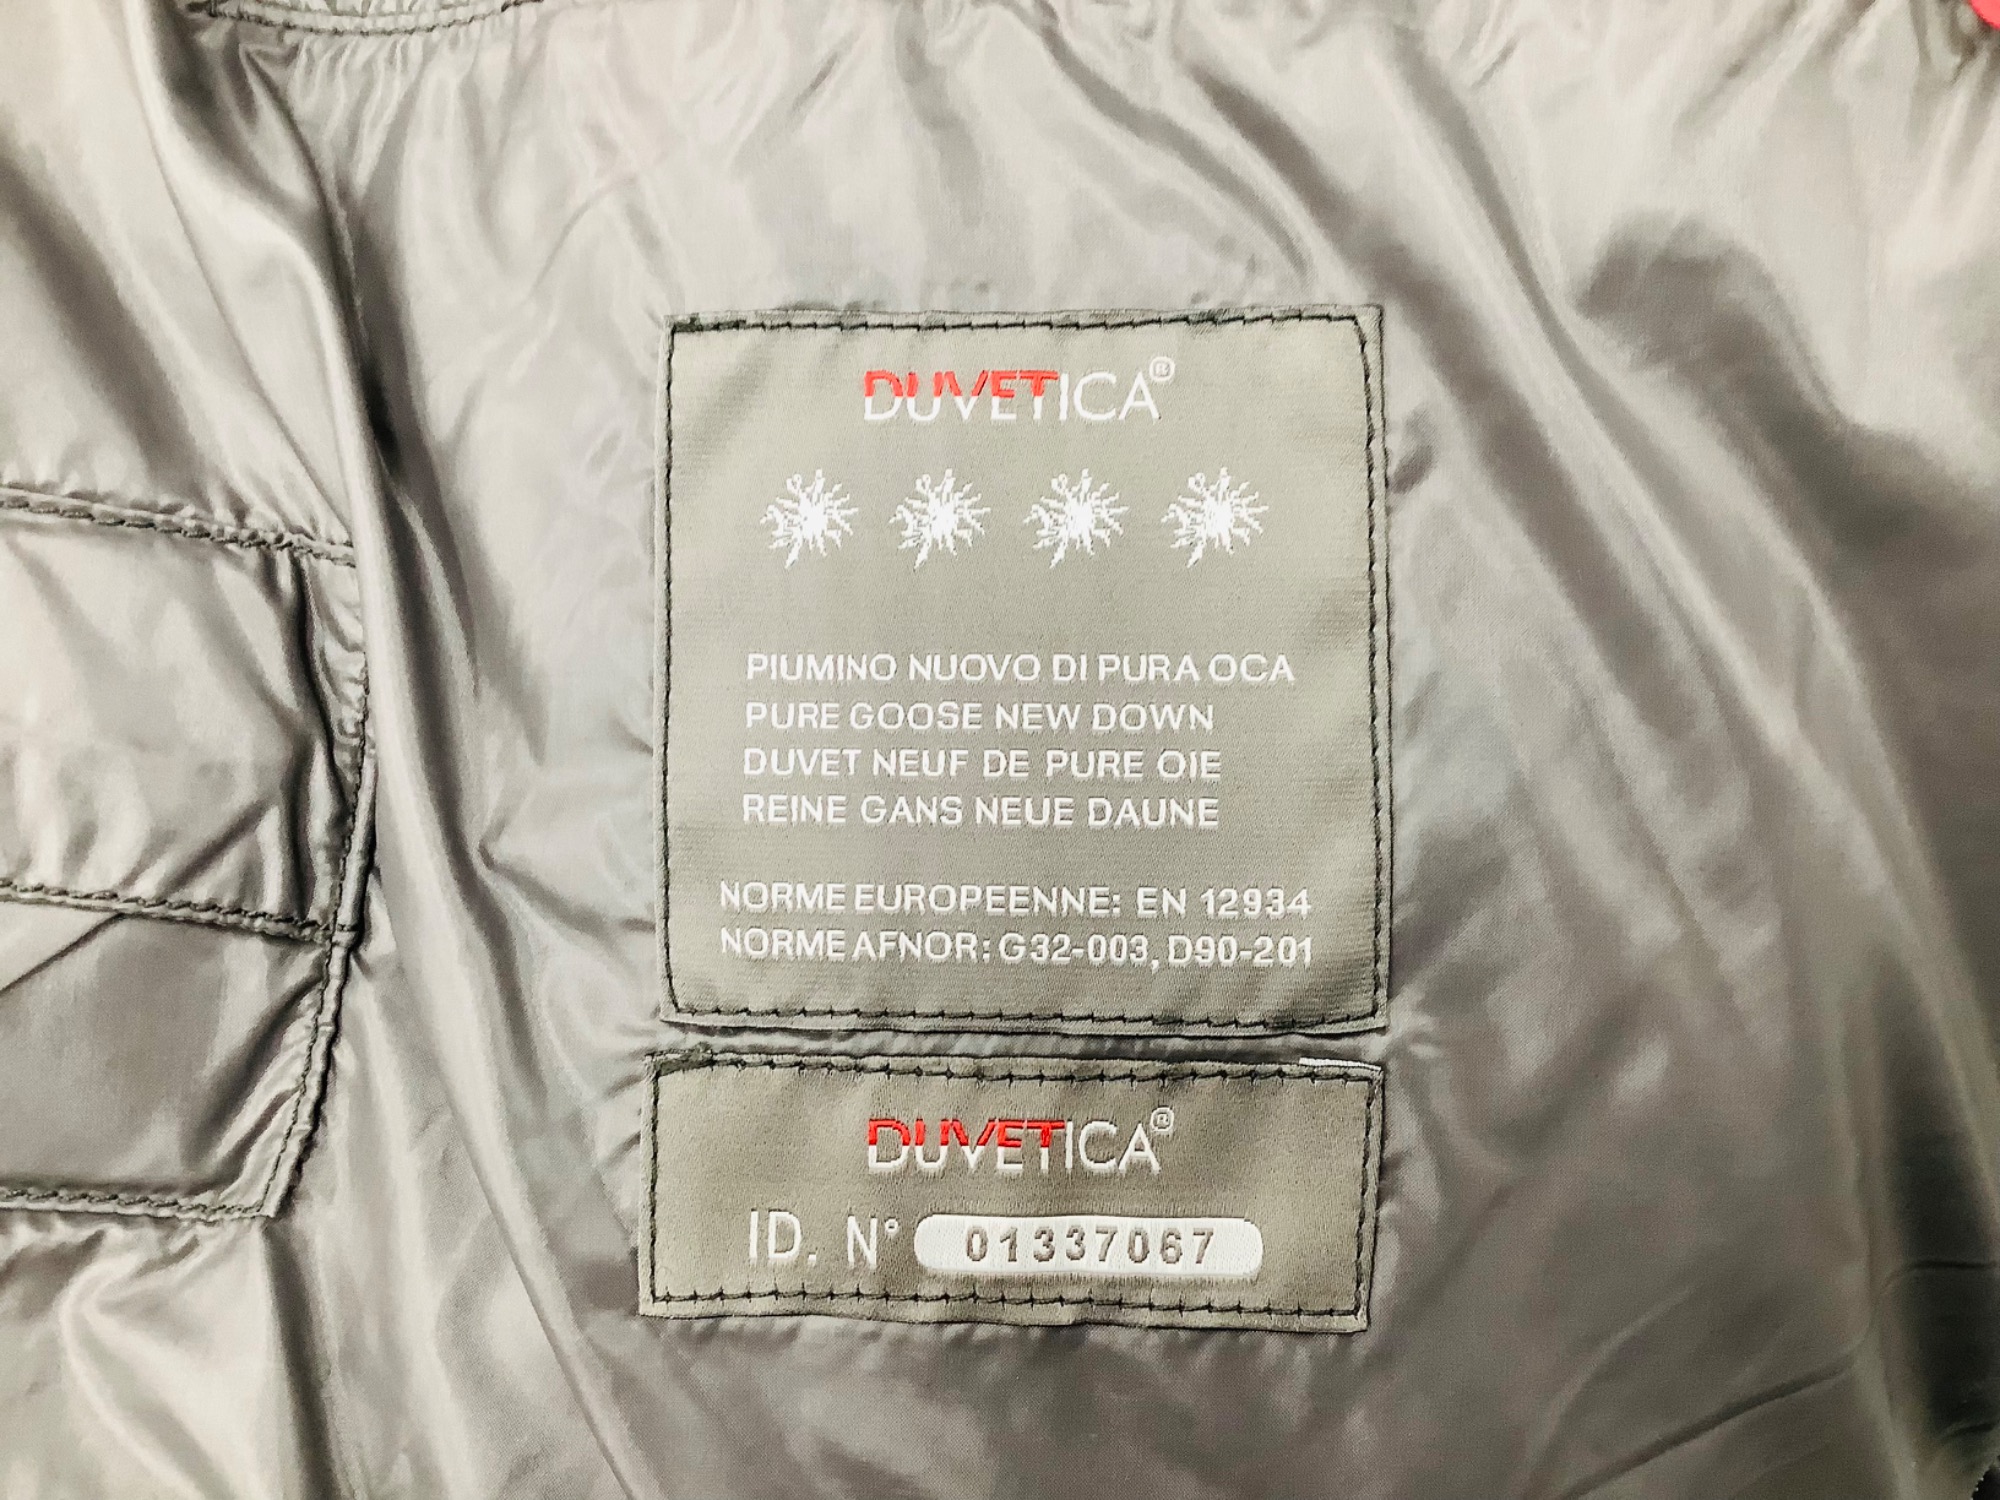 DUVETICA®
PIUMINO NUOVO DI PURA OCA
PURE GOOSE NEW DOWN
DUVET NEUF DE PURE OIE
REINE GANS NEUE DAUNE
NORME EUROPEENNE: EN 12934
NORME AFNOR: G32-003, D90-201
DUVETICA®
ID. N° 01337067